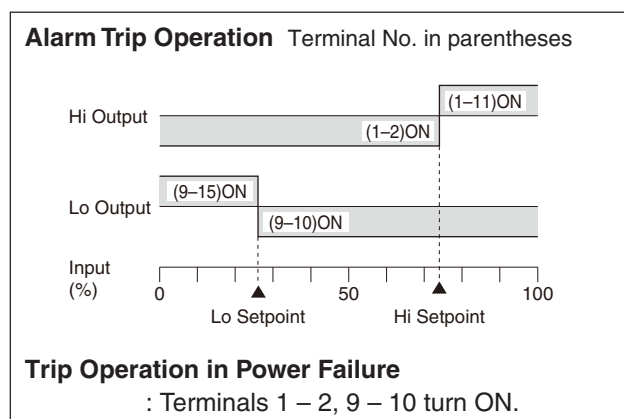 Alarm Trip Operation Terminal No. in parentheses
Hi Output
(1–11)ON
(1–2)ON
(9–15)ON
Lo Output
(9–10)ON
Input
(%)
0
50
100
Lo Setpoint
Hi Setpoint
Trip Operation in Power Failure
: Terminals 1 – 2, 9 – 10 turn ON.